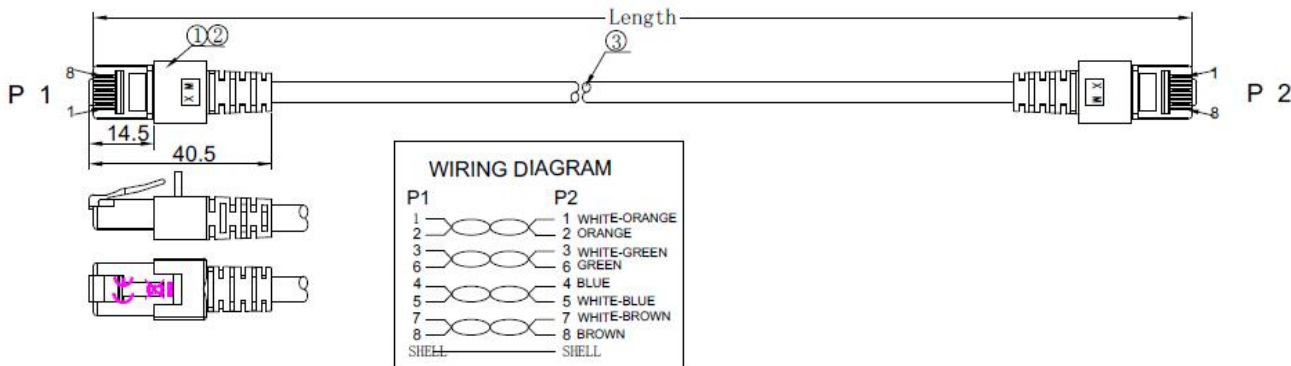 Length
①② ③
8 1
P 1 P 2
1 8
X M
X M
14.5
40.5
WIRING DIAGRAM
P1 P2
1 1 WHITE-ORANGE
2 2 ORANGE
3 3 WHITE-GREEN
6 6 GREEN
4 4 BLUE
5 5 WHITE-BLUE
7 7 WHITE-BROWN
8 8 BROWN
SHELL SHELL